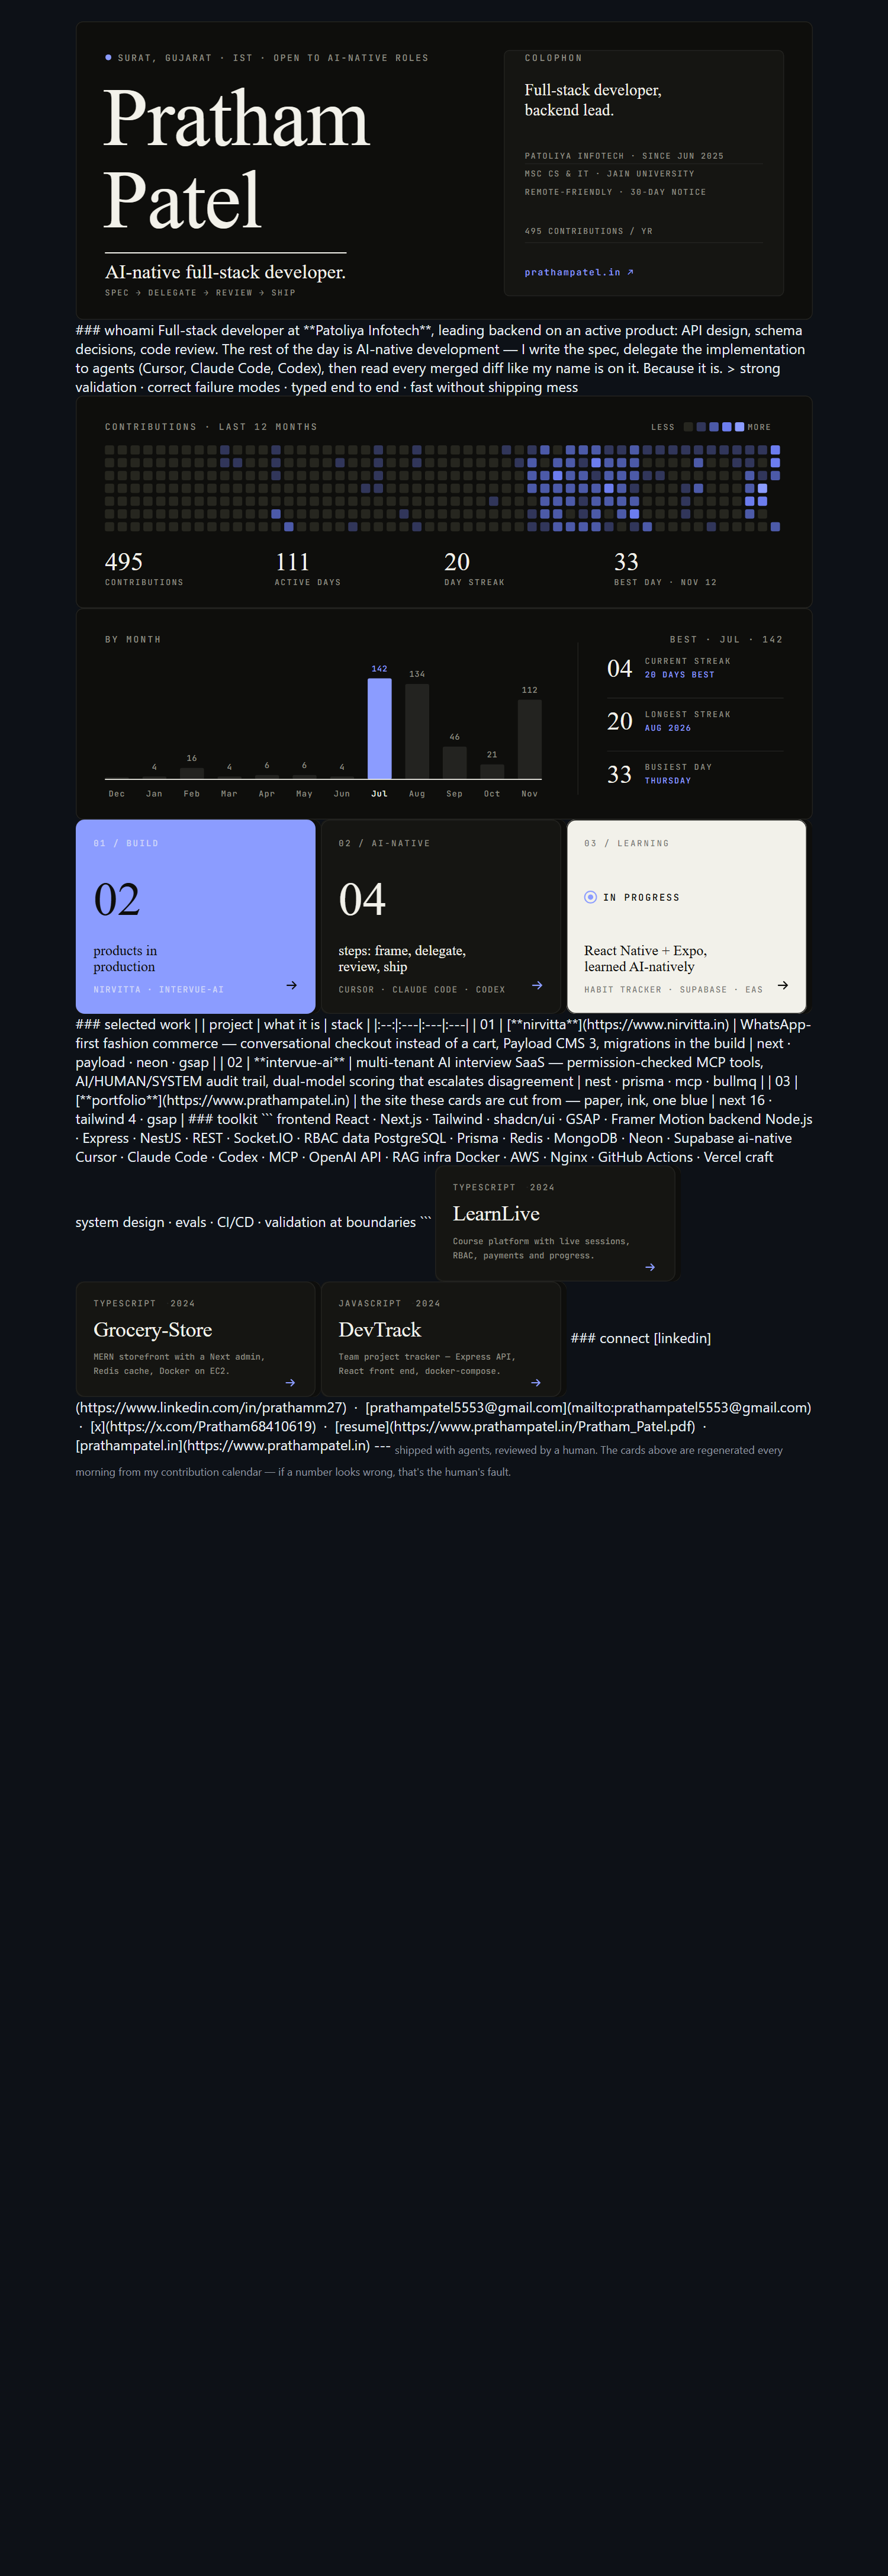 SURAT, GUJARAT · IST · OPEN TO AI-NATIVE ROLES
Pratham
Patel
AI-native full-stack developer.
SPEC → DELEGATE → REVIEW → SHIP
COLOPHON
Full-stack developer,
backend lead.
PATOLIYA INFOTECH · SINCE JUN 2025
MSC CS & IT · JAIN UNIVERSITY
REMOTE-FRIENDLY · 30-DAY NOTICE
495 CONTRIBUTIONS / YR
prathampatel.in ↗
### whoami Full-stack developer at **Patoliya Infotech**, leading backend on an active product: API design, schema
decisions, code review. The rest of the day is AI-native development — I write the spec, delegate the implementation
to agents (Cursor, Claude Code, Codex), then read every merged diff like my name is on it. Because it is. > strong
validation · correct failure modes · typed end to end · fast without shipping mess
CONTRIBUTIONS · LAST 12 MONTHS
LESS MORE
495
CONTRIBUTIONS
111
ACTIVE DAYS
20
DAY STREAK
33
BEST DAY · NOV 12
BY MONTH
BEST · JUL · 142
4 16 4 6 6 4 142 134 46 21 112
Dec Jan Feb Mar Apr May Jun Jul Aug Sep Oct Nov
04 CURRENT STREAK
20 DAYS BEST
20 LONGEST STREAK
AUG 2026
33 BUSIEST DAY
THURSDAY
01 / BUILD
02
products in
production
NIRVITTA · INTERVUE-AI →
02 / AI-NATIVE
04
steps: frame, delegate,
review, ship
CURSOR · CLAUDE CODE · CODEX →
03 / LEARNING
IN PROGRESS
React Native + Expo,
learned AI-natively
HABIT TRACKER · SUPABASE · EAS →
### selected work | | project | what it is | stack | |:--:|:---|:---|:---| | 01 | [**nirvitta**](https://www.nirvitta.in) | WhatsApp-
first fashion commerce — conversational checkout instead of a cart, Payload CMS 3, migrations in the build | next ·
payload · neon · gsap | | 02 | **intervue-ai** | multi-tenant AI interview SaaS — permission-checked MCP tools,
AI/HUMAN/SYSTEM audit trail, dual-model scoring that escalates disagreement | nest · prisma · mcp · bullmq | | 03 |
[**portfolio**](https://www.prathampatel.in) | the site these cards are cut from — paper, ink, one blue | next 16 ·
tailwind 4 · gsap | ### toolkit ``` frontend React · Next.js · Tailwind · shadcn/ui · GSAP · Framer Motion backend Node.js
· Express · NestJS · REST · Socket.IO · RBAC data PostgreSQL · Prisma · Redis · MongoDB · Neon · Supabase ai-native
Cursor · Claude Code · Codex · MCP · OpenAI API · RAG infra Docker · AWS · Nginx · GitHub Actions · Vercel craft
system design · evals · CI/CD · validation at boundaries ```
TYPESCRIPT 2024
LearnLive
Course platform with live sessions,
RBAC, payments and progress.
→
TYPESCRIPT 2024
Grocery-Store
MERN storefront with a Next admin,
Redis cache, Docker on EC2.
→
JAVASCRIPT 2024
DevTrack
Team project tracker — Express API,
React front end, docker-compose.
→
### connect [linkedin]
(https://www.linkedin.com/in/prathamm27) · [prathampatel5553@gmail.com](mailto:prathampatel5553@gmail.com)
· [x](https://x.com/Pratham68410619) · [resume](https://www.prathampatel.in/Pratham_Patel.pdf) ·
[prathampatel.in](https://www.prathampatel.in) --- shipped with agents, reviewed by a human. The cards above are regenerated every
morning from my contribution calendar — if a number looks wrong, that's the human's fault.